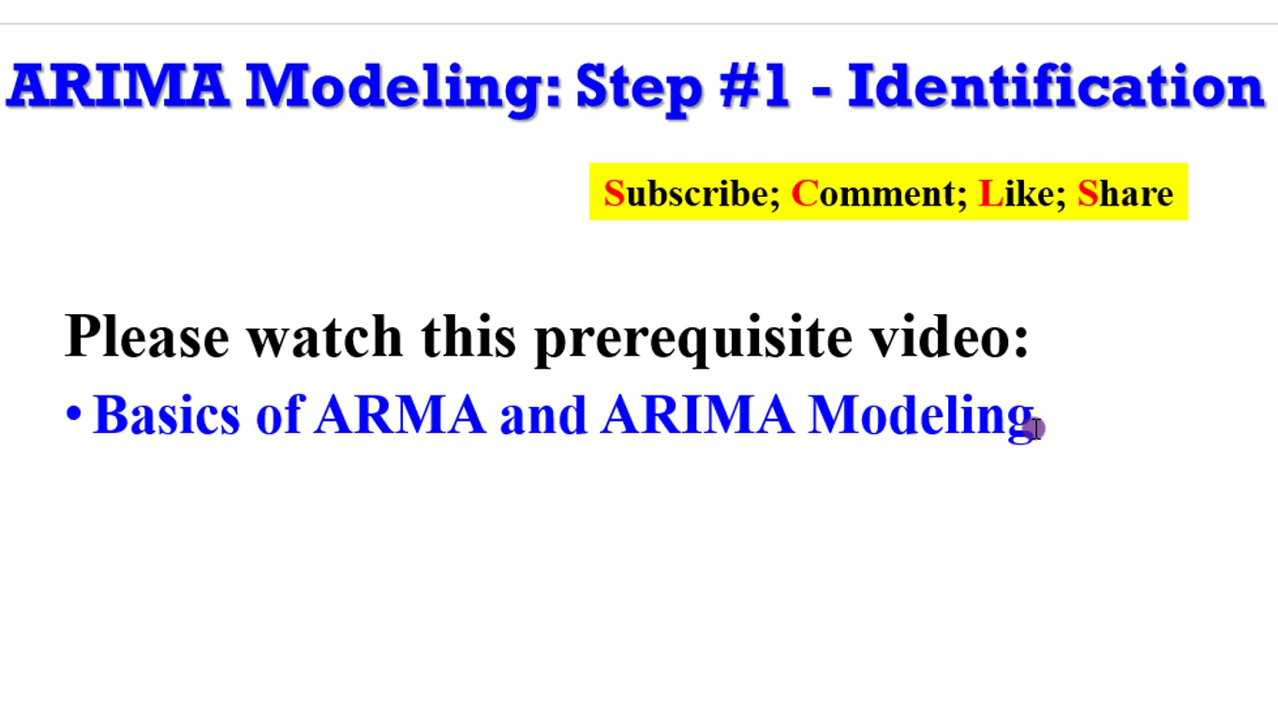 ARIMA Modeling: Step #1 - Identification
Subscribe; Comment; Like; Share
Please watch this prerequisite video:
• Basics of ARMA and ARIMA Modeling